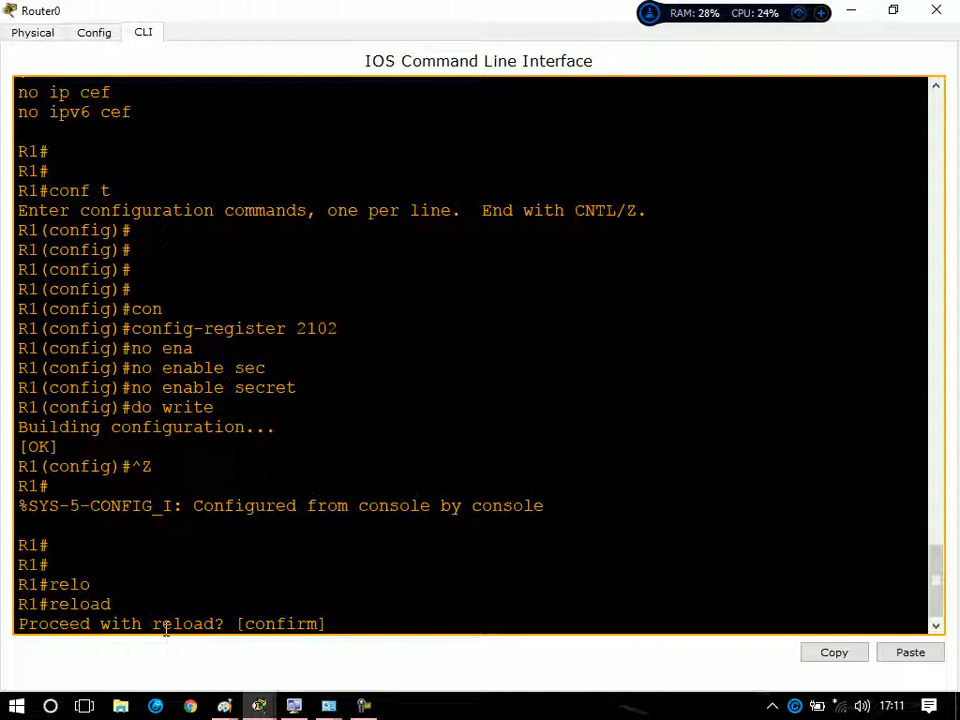 Router0
RAM: 28% CPU: 24%
Physical Config CLI
IOS Command Line Interface
no ip cef
no ipv6 cef
R1#
R1#
R1#conf t
Enter configuration commands, one per line. End with CNTL/Z.
R1(config)#
R1(config)#
R1(config)#
R1(config)#
R1(config)#con
R1(config)#config-register 2102
R1(config)#no ena
R1(config)#no enable sec
R1(config)#no enable secret
R1(config)#do write
Building configuration...
[OK]
R1(config)#^Z
R1#
%SYS-5-CONFIG_I: Configured from console by console
R1#
R1#
R1#relo
R1#reload
Proceed with reload? [confirm]
Copy Paste
17:11